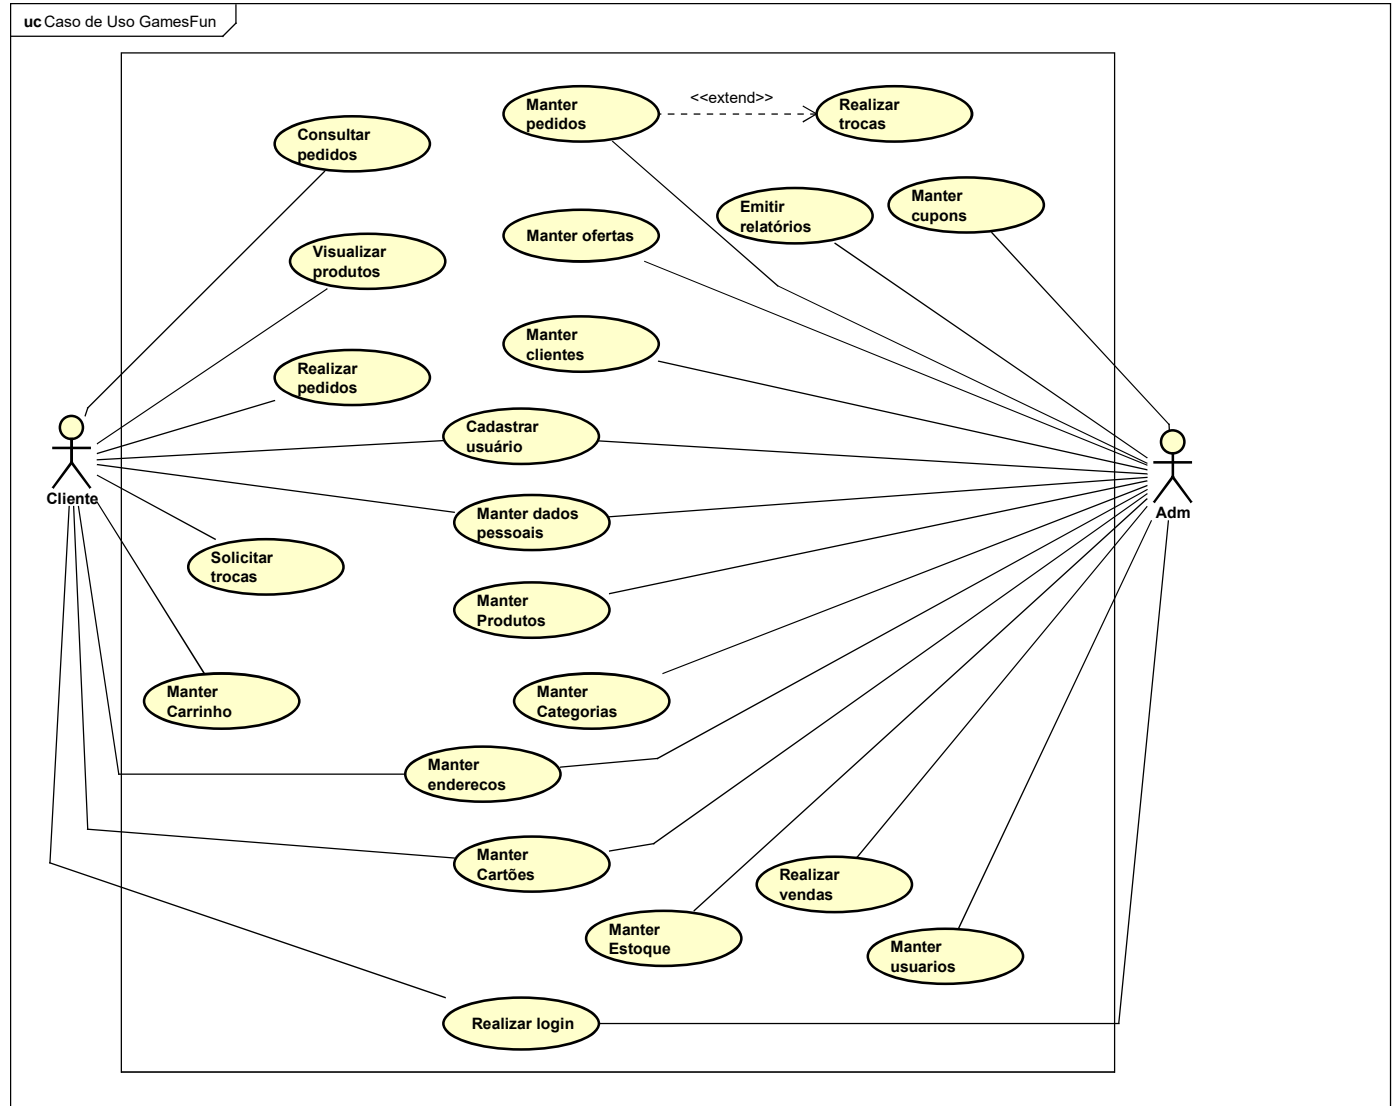 uc Caso de Uso GamesFun
Manter
pedidos
<<extend>>
Realizar
trocas
Consultar
pedidos
Manter
cupons
Emitir
relatórios
Manter ofertas
Visualizar
produtos
Manter
clientes
Realizar
pedidos
Cadastrar
usuário
Cliente
Adm
Manter dados
pessoais
Solicitar
trocas
Manter
Produtos
Manter
Carrinho
Manter
Categorias
Manter
enderecos
Manter
Cartões
Realizar
vendas
Manter
Estoque
Manter
usuarios
Realizar login